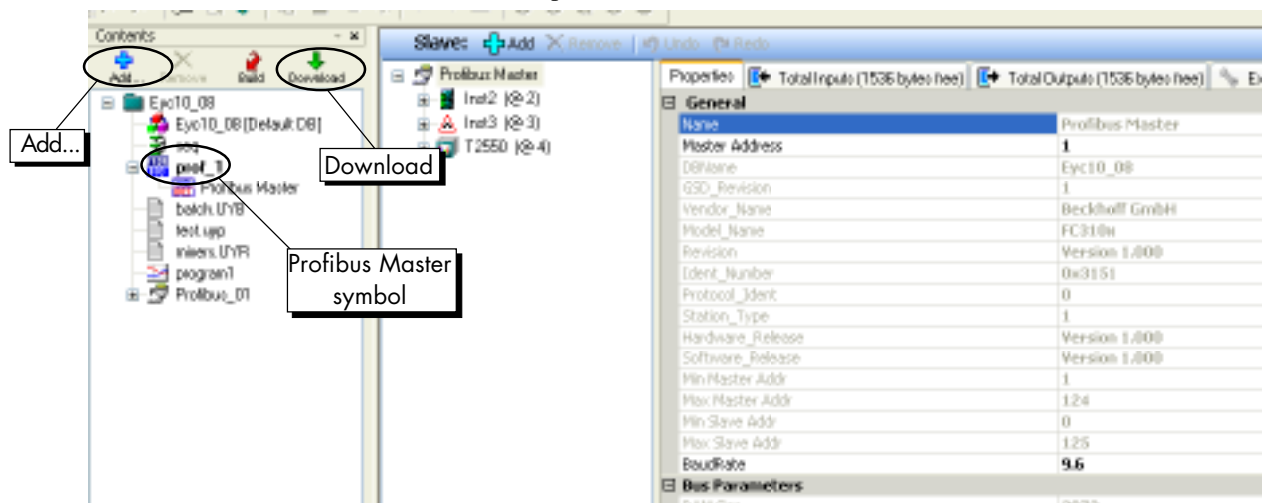 Contents
Add... Remove Build Download
Eyc10_08
Eyc10_08 [Default DB]
seq
prof_1
Profibus Master
batch.UYB
test.uyp
mixers.UYR
program1
Profibus_01
Add...
Download
Profibus Master
symbol
Slave: Add Remove Undo Redo
Profibus Master
Inst2 (@ 2)
Inst3 (@ 3)
T2550 (@ 4)
Properties Total Inputs (1536 bytes free) Total Outputs (1536 bytes free)
General
Name Profibus Master
Master Address 1
DBName Eyc10_08
GSD_Revision 1
Vendor_Name Beckhoff GmbH
Model_Name FC310x
Revision Version 1.000
Ident_Number 0x3151
Protocol_Ident 0
Station_Type 1
Hardware_Release Version 1.000
Software_Release Version 1.000
Min Master Addr 1
Max Master Addr 124
Min Slave Addr 0
Max Slave Addr 125
BaudRate 9.6
Bus Parameters